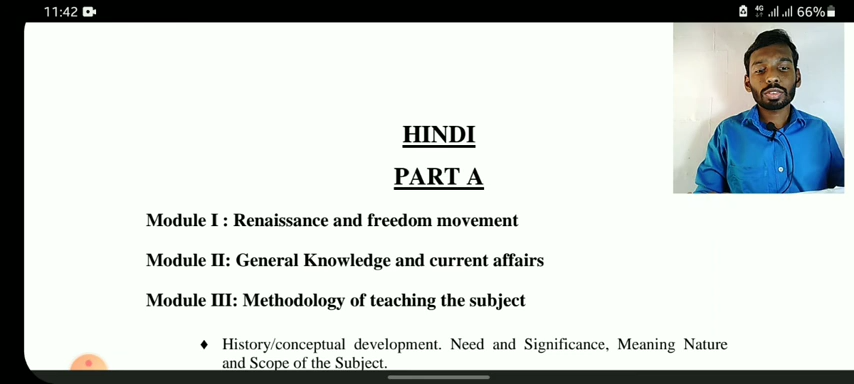 11:42
4G 66%
HINDI
PART A
Module I : Renaissance and freedom movement
Module II: General Knowledge and current affairs
Module III: Methodology of teaching the subject
♦ History/conceptual development. Need and Significance, Meaning Nature
and Scope of the Subject.